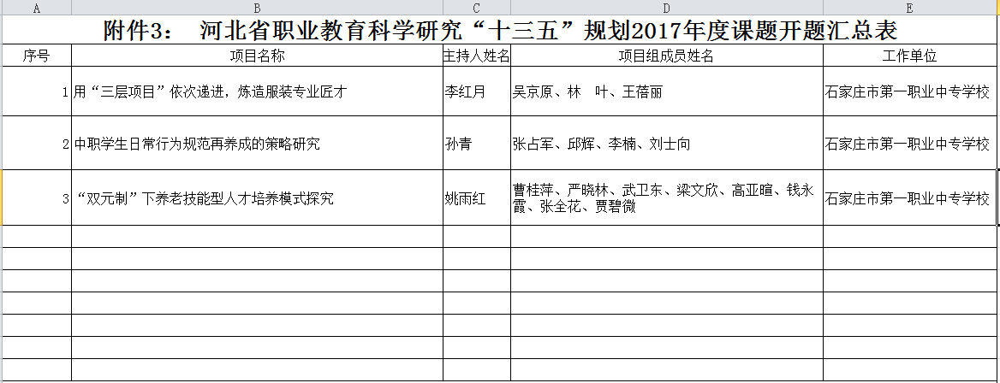 A B C D E
附件3： 河北省职业教育科学研究“十三五”规划2017年度课题开题汇总表
序号 项目名称 主持人姓名 项目组成员姓名 工作单位
1 用“三层项目”依次递进，炼造服装专业匠才 李红月 吴京原、林　叶、王蓓丽 石家庄市第一职业中专学校
2 中职学生日常行为规范再养成的策略研究 孙青 张占军、邱辉、李楠、刘士向 石家庄市第一职业中专学校
3 “双元制”下养老技能型人才培养模式探究 姚雨红 曹桂萍、严晓林、武卫东、梁文欣、高亚暄、钱永
霞、张全花、贾碧微 石家庄市第一职业中专学校